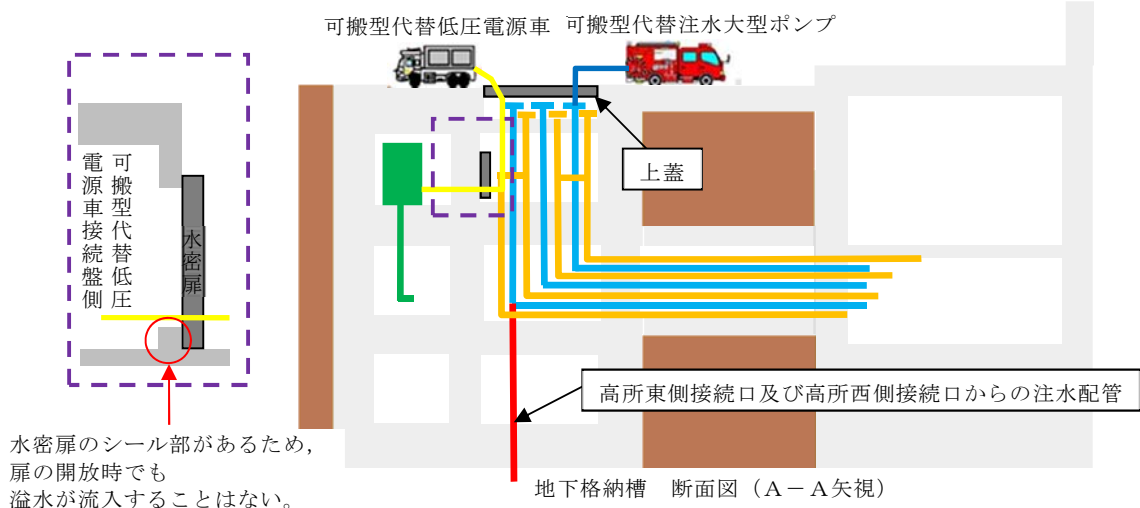 可搬型代替低圧電源車
可搬型代替注水大型ポンプ
上蓋
可搬型代替低圧
電源車接続盤側
水密扉
高所東側接続口及び高所西側接続口からの注水配管
水密扉のシール部があるため,
扉の開放時でも
溢水が流入することはない。
地下格納槽　断面図（A－A矢視）